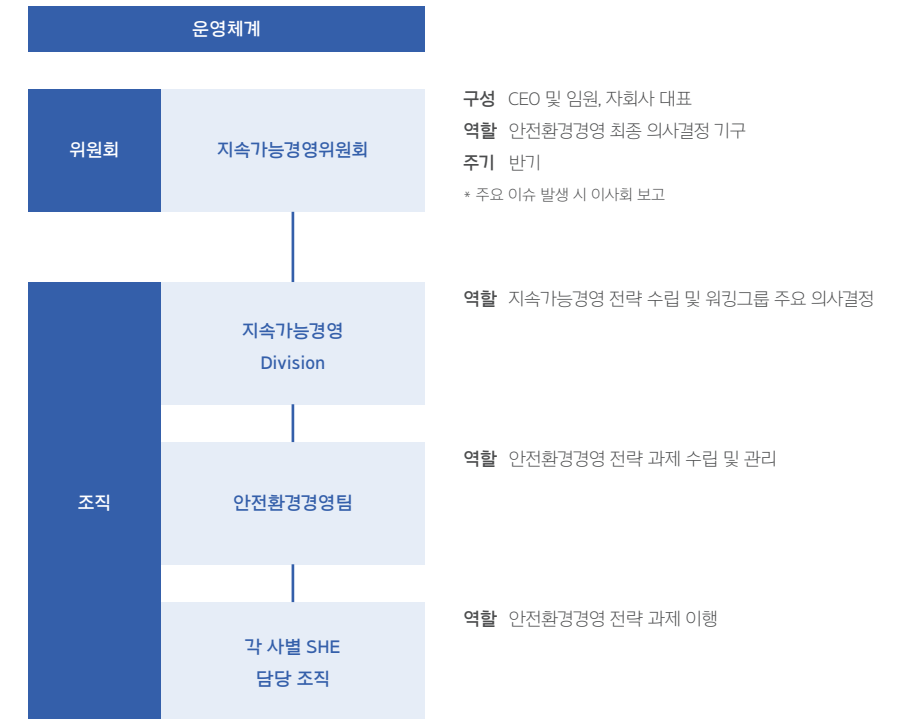 운영체계
위원회
지속가능경영위원회
구성 CEO 및 임원, 자회사 대표
역할 안전환경경영 최종 의사결정 기구
주기 반기
* 주요 이슈 발생 시 이사회 보고
조직
지속가능경영
Division
역할 지속가능경영 전략 수립 및 워킹그룹 주요 의사결정
안전환경경영팀
역할 안전환경경영 전략 과제 수립 및 관리
각 사별 SHE
담당 조직
역할 안전환경경영 전략 과제 이행